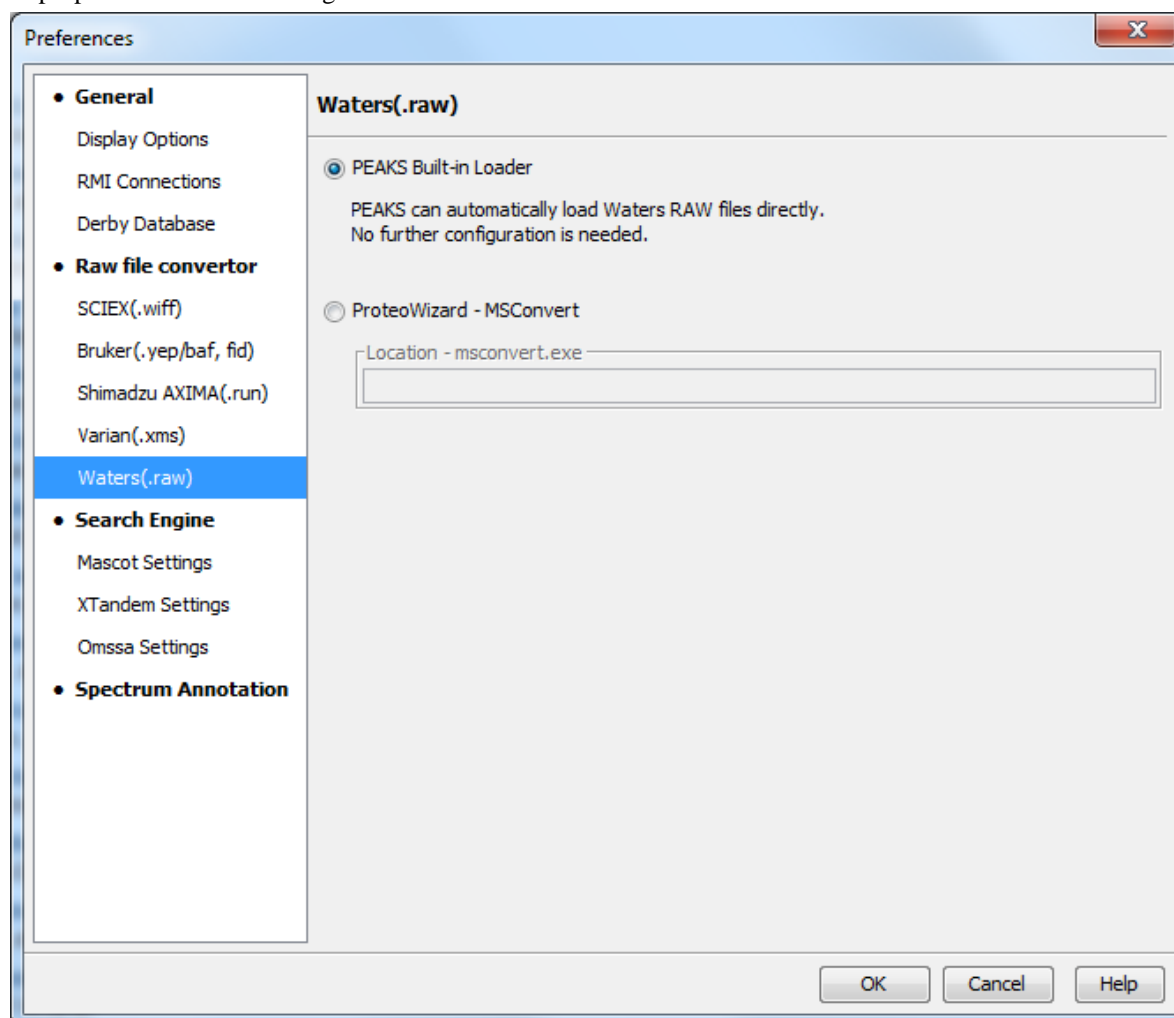 Preferences
• General
Display Options
RMI Connections
Derby Database
• Raw file convertor
SCIEX(.wiff)
Bruker(.yep/baf, fid)
Shimadzu AXIMA(.run)
Varian(.xms)
Waters(.raw)
• Search Engine
Mascot Settings
XTandem Settings
Omssa Settings
• Spectrum Annotation
Waters(.raw)
PEAKS Built-in Loader
PEAKS can automatically load Waters RAW files directly.
No further configuration is needed.
ProteoWizard - MSConvert
Location - msconvert.exe
OK Cancel Help